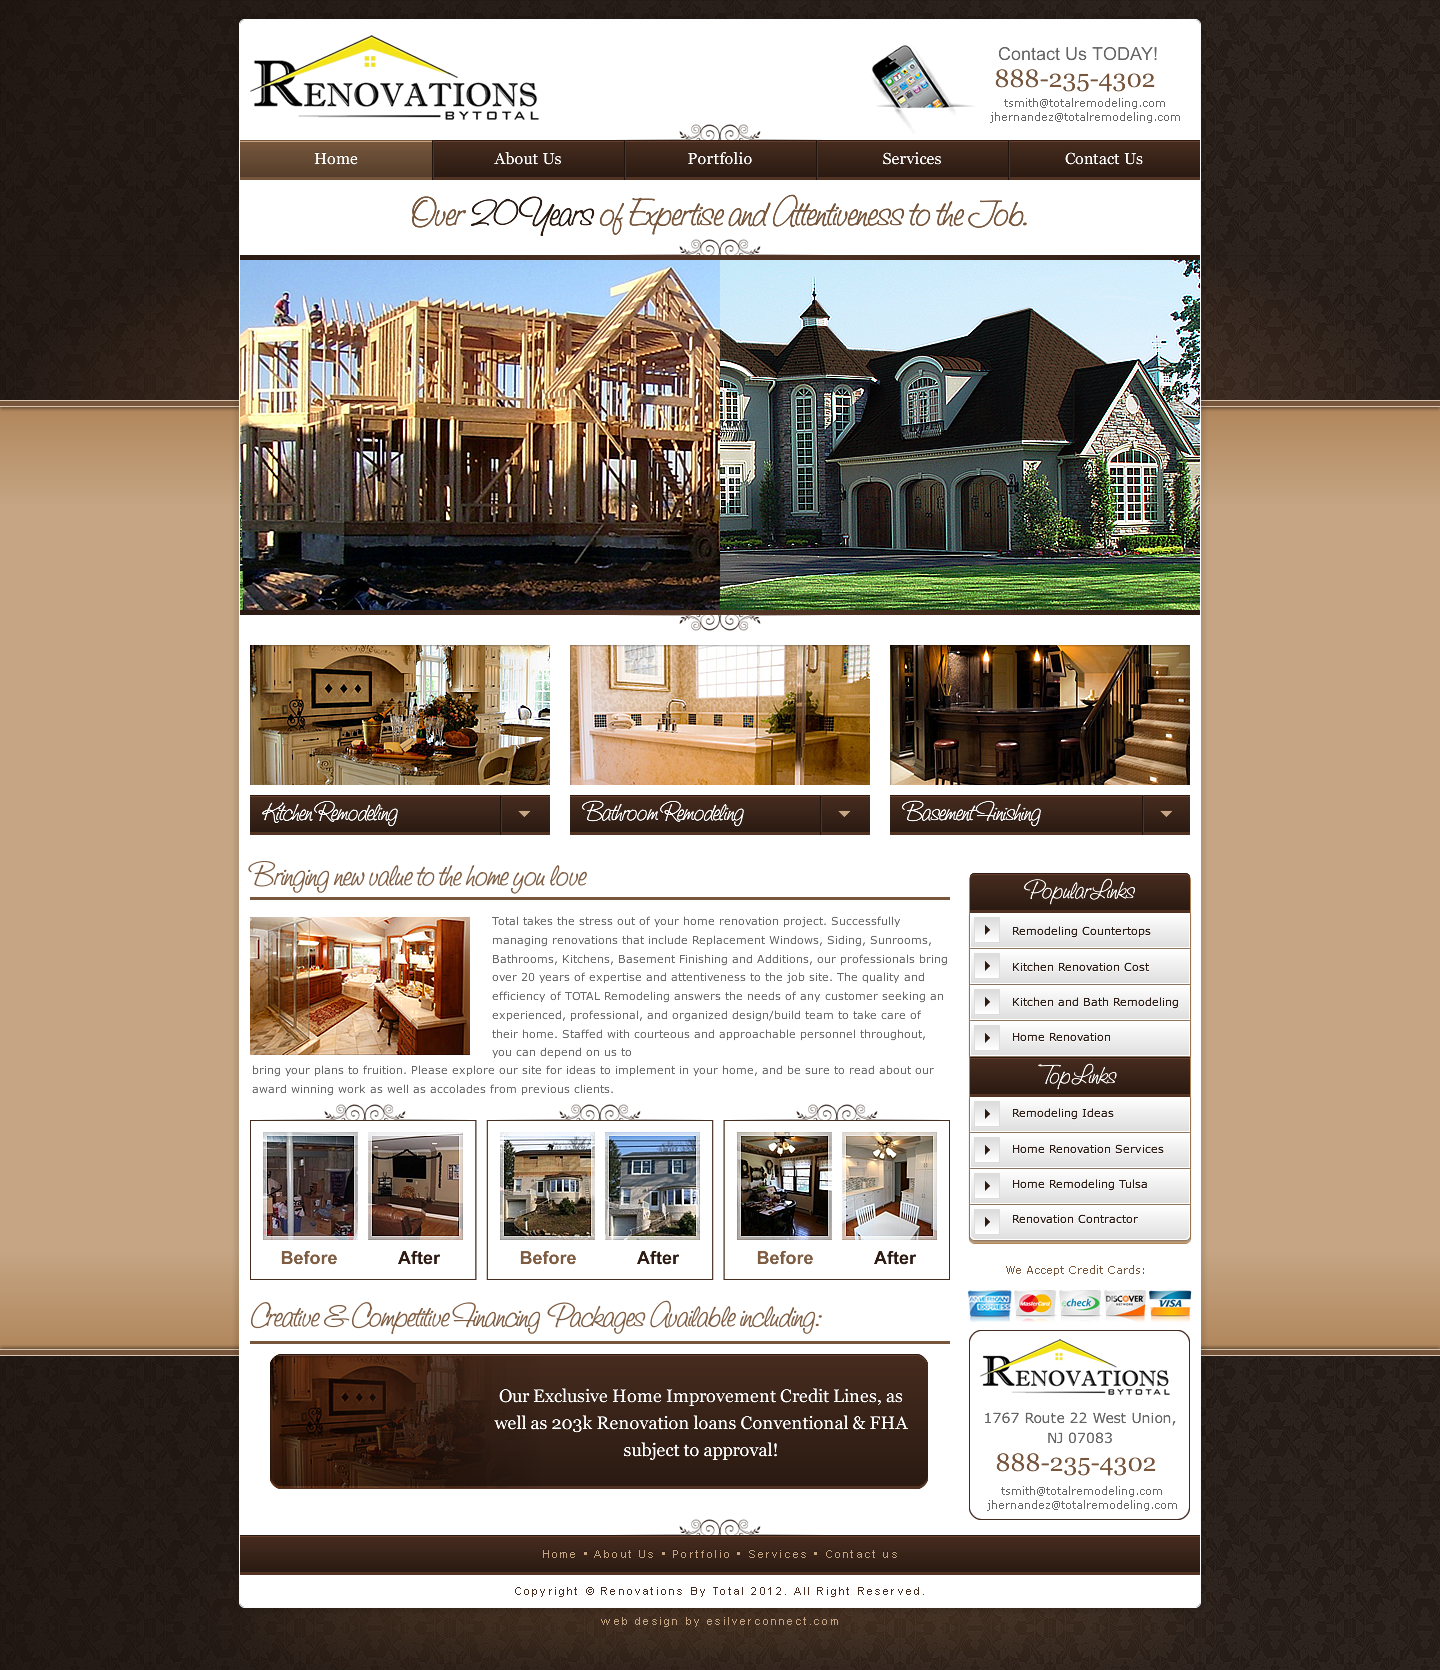 RENOVATIONS
BY TOTAL
Contact Us TODAY!
888-235-4302
tsmith@totalremodeling.com
jhernandez@totalremodeling.com
Home
About Us
Portfolio
Services
Contact Us
Over 20 Years of Expertise and Attentiveness to the Job.
Kitchen Remodeling
Bathroom Remodeling
Basement Finishing
Bringing new value to the home you love
Total takes the stress out of your home renovation project. Successfully
managing renovations that include Replacement Windows, Siding, Sunrooms,
Bathrooms, Kitchens, Basement Finishing and Additions, our professionals bring
over 20 years of expertise and attentiveness to the job site. The quality and
efficiency of TOTAL Remodeling answers the needs of any customer seeking an
experienced, professional, and organized design/build team to take care of
their home. Staffed with courteous and approachable personnel throughout,
you can depend on us to
bring your plans to fruition. Please explore our site for ideas to implement in your home, and be sure to read about our
award winning work as well as accolades from previous clients.
Before
After
Before
After
Before
After
Creative & Competitive Financing Packages Available including:
Our Exclusive Home Improvement Credit Lines, as
well as 203k Renovation loans Conventional & FHA
subject to approval!
Popular Links
Remodeling Countertops
Kitchen Renovation Cost
Kitchen and Bath Remodeling
Home Renovation
Top Links
Remodeling Ideas
Home Renovation Services
Home Remodeling Tulsa
Renovation Contractor
We Accept Credit Cards:
AMERICAN EXPRESS
MasterCard
echeck
DISCOVER NETWORK
VISA
RENOVATIONS
BY TOTAL
1767 Route 22 West Union,
NJ 07083
888-235-4302
tsmith@totalremodeling.com
jhernandez@totalremodeling.com
Home ▪ About Us ▪ Portfolio ▪ Services ▪ Contact us
Copyright © Renovations By Total 2012. All Right Reserved.
web design by esilverconnect.com